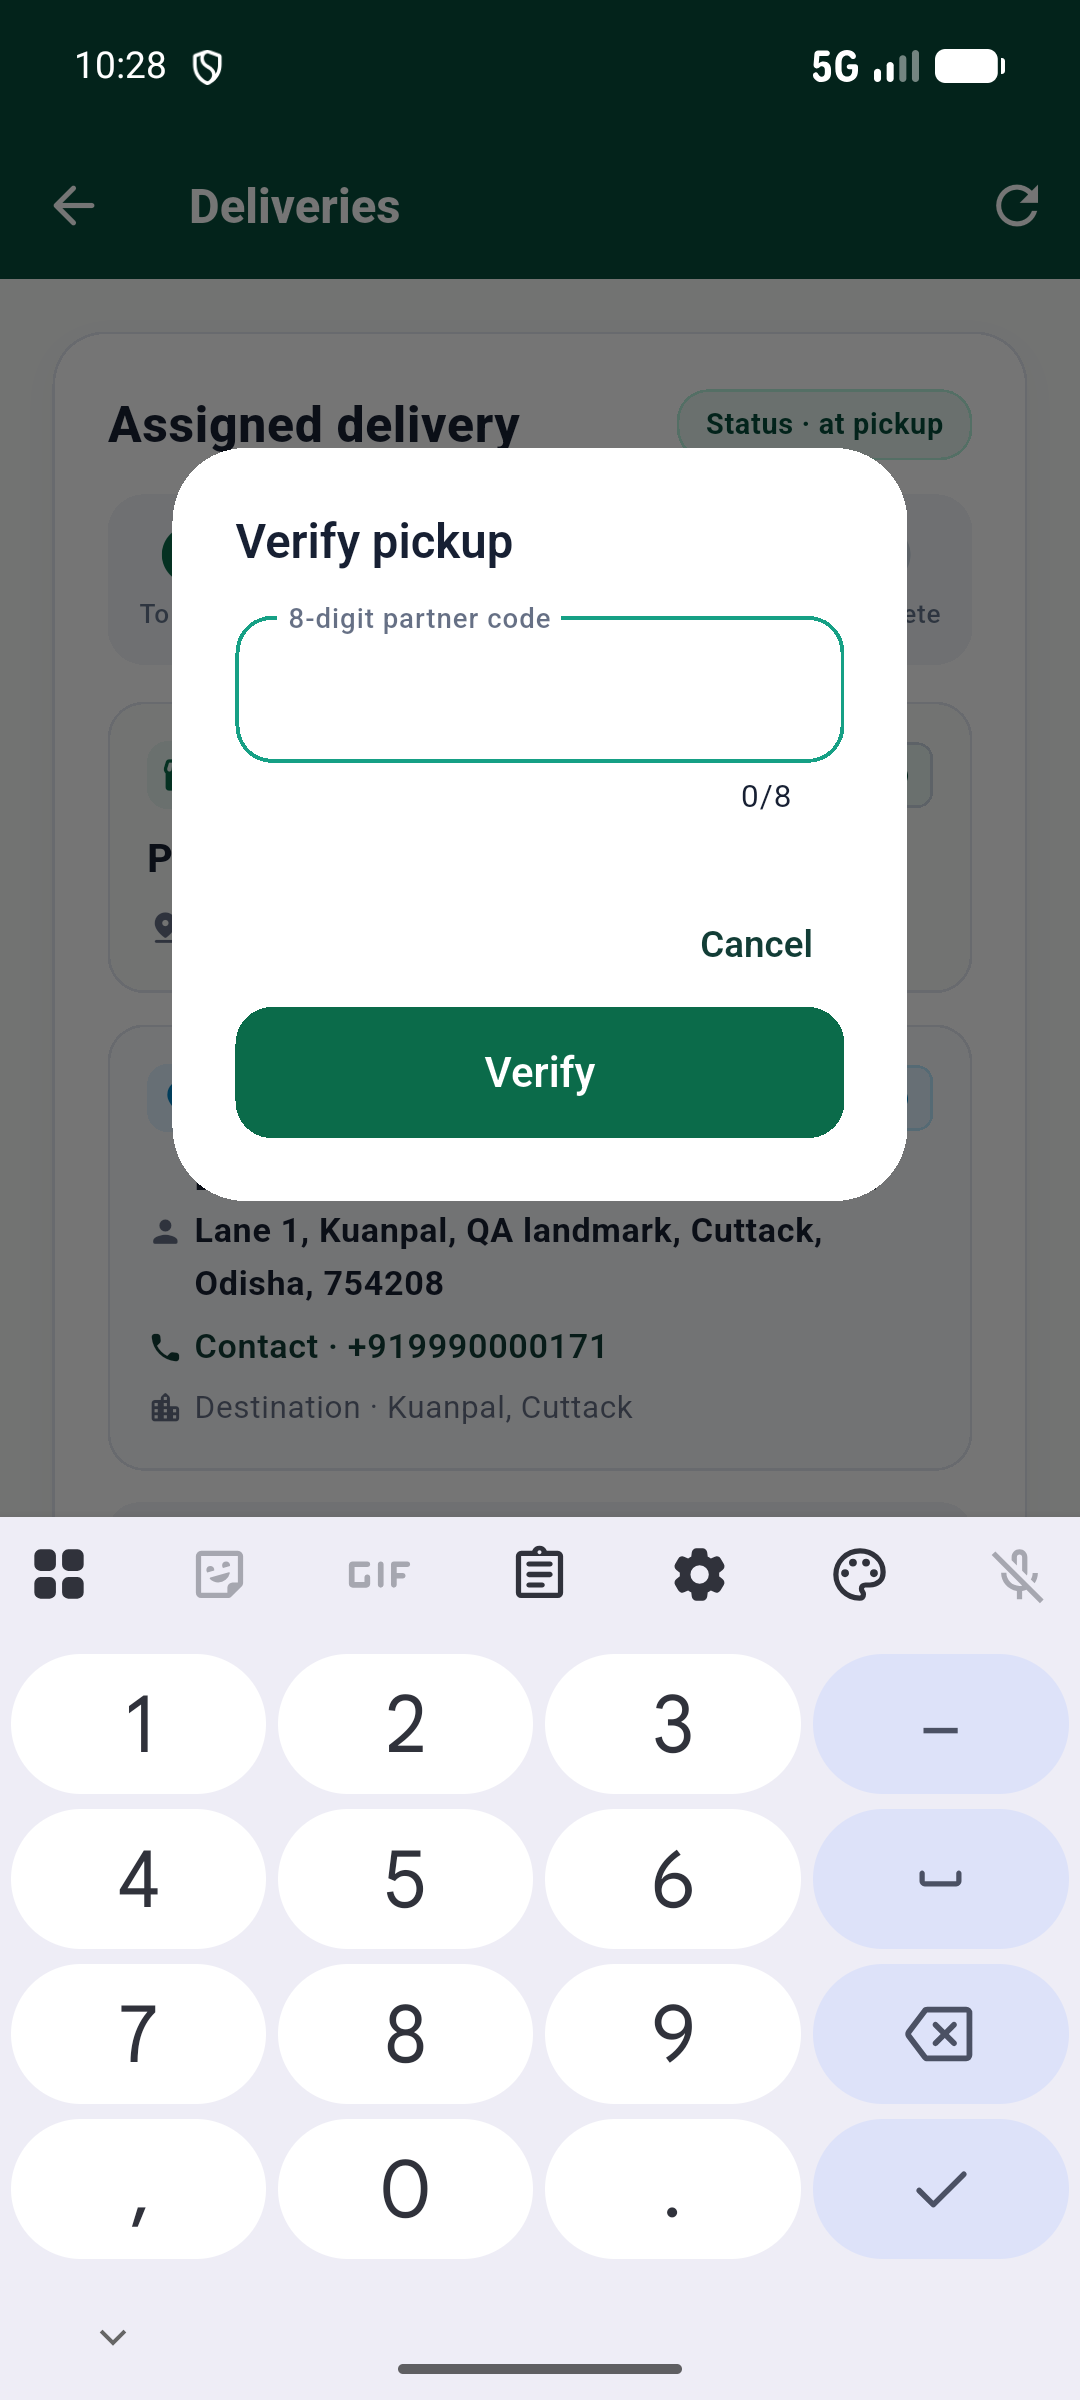 10:28
5G
Deliveries
Assigned delivery
Status · at pickup
Verify pickup
8-digit partner code
To
0/8
P
Cancel
Verify
Lane 1, Kuanpal, QA landmark, Cuttack,
Odisha, 754208
Contact · +919990000171
Destination · Kuanpal, Cuttack
GIF
1 2 3 –
4 5 6
7 8 9
, 0 .